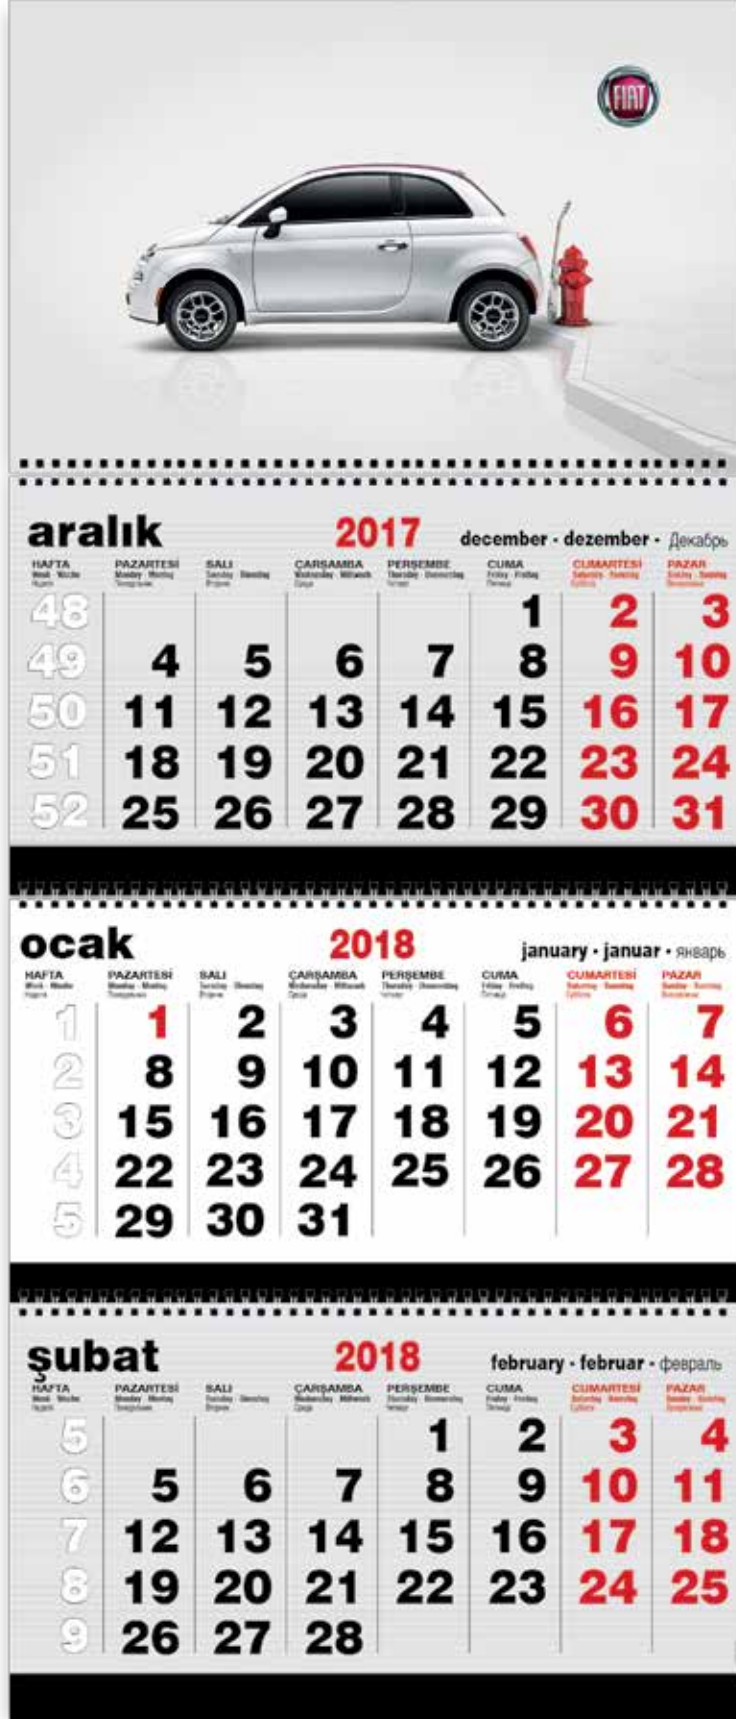 FIAT
aralık 2017 december · dezember · Декабрь
HAFTA PAZARTESİ SALI ÇARŞAMBA PERŞEMBE CUMA CUMARTESİ PAZAR
48 1 2 3
49 4 5 6 7 8 9 10
50 11 12 13 14 15 16 17
51 18 19 20 21 22 23 24
52 25 26 27 28 29 30 31
ocak 2018 january · januar · январь
HAFTA PAZARTESİ SALI ÇARŞAMBA PERŞEMBE CUMA CUMARTESİ PAZAR
1 1 2 3 4 5 6 7
2 8 9 10 11 12 13 14
3 15 16 17 18 19 20 21
4 22 23 24 25 26 27 28
5 29 30 31
şubat 2018 february · februar · февраль
HAFTA PAZARTESİ SALI ÇARŞAMBA PERŞEMBE CUMA CUMARTESİ PAZAR
5 1 2 3 4
6 5 6 7 8 9 10 11
7 12 13 14 15 16 17 18
8 19 20 21 22 23 24 25
9 26 27 28